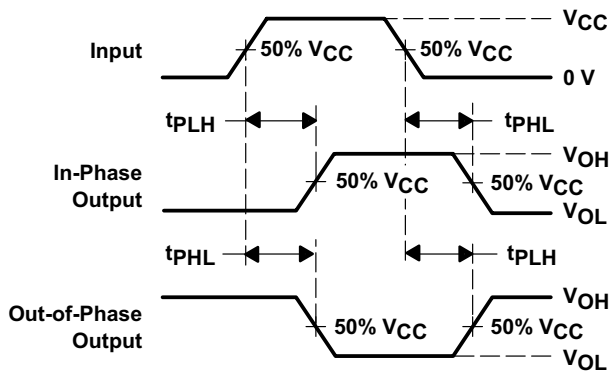 VCC
Input
50% VCC
50% VCC
0 V
tPLH
tPHL
VOH
In-Phase
Output
50% VCC
50% VCC
VOL
tPHL
tPLH
VOH
Out-of-Phase
Output
50% VCC
50% VCC
VOL